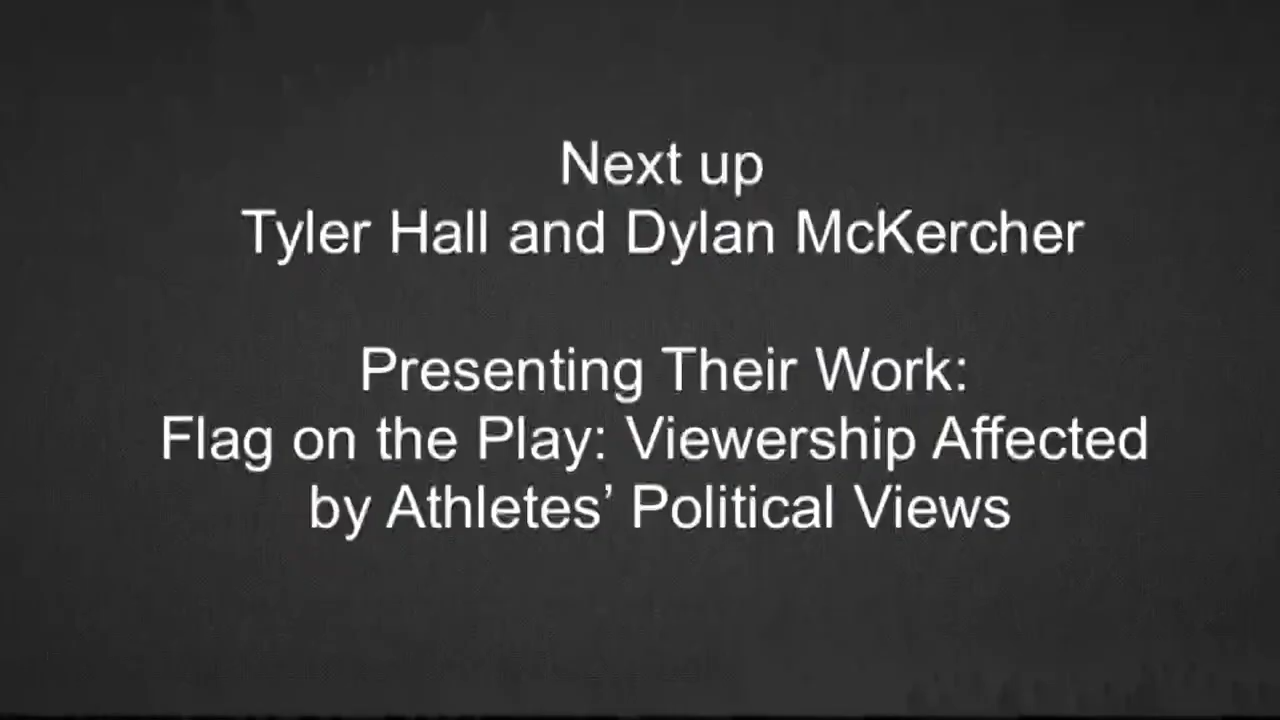 Next up
Tyler Hall and Dylan McKercher
Presenting Their Work:
Flag on the Play: Viewership Affected
by Athletes’ Political Views